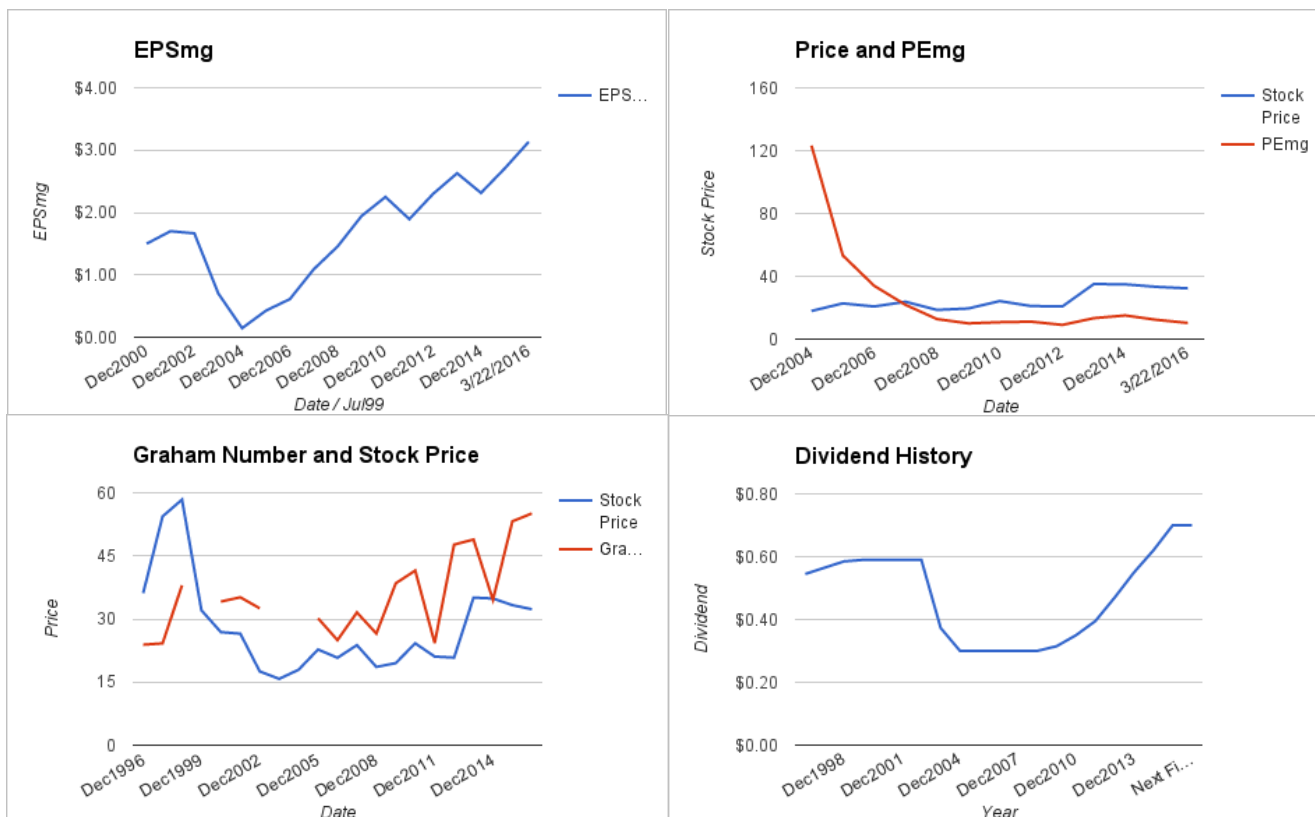 EPSmg
$4.00
$3.00
$2.00
$1.00
$0.00
EPSmg
Dec2000
Dec2002
Dec2004
Dec2006
Dec2008
Dec2010
Dec2012
Dec2014
3/22/2016
Date / Jul99
EPS...
Price and PEmg
160
120
80
40
0
Stock Price
Dec2004
Dec2006
Dec2008
Dec2010
Dec2012
Dec2014
3/22/2016
Date
Stock
Price
PEmg
Graham Number and Stock Price
60
45
30
15
0
Price
Dec1996
Dec1999
Dec2002
Dec2005
Dec2008
Dec2011
Dec2014
Date
Stock
Price
Gra...
Dividend History
$0.80
$0.60
$0.40
$0.20
$0.00
Dividend
Dec1998
Dec2001
Dec2004
Dec2007
Dec2010
Dec2013
Next Fi...
Year